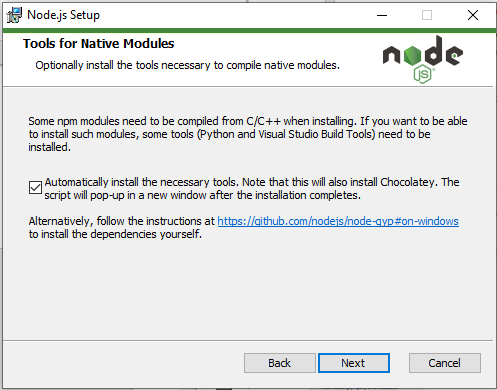 Node.js Setup
Tools for Native Modules
Optionally install the tools necessary to compile native modules.
node
JS
Some npm modules need to be compiled from C/C++ when installing. If you want to be able
to install such modules, some tools (Python and Visual Studio Build Tools) need to be
installed.
Automatically install the necessary tools. Note that this will also install Chocolatey. The
script will pop-up in a new window after the installation completes.
Alternatively, follow the instructions at https://github.com/nodejs/node-gyp#on-windows
to install the dependencies yourself.
Back Next Cancel